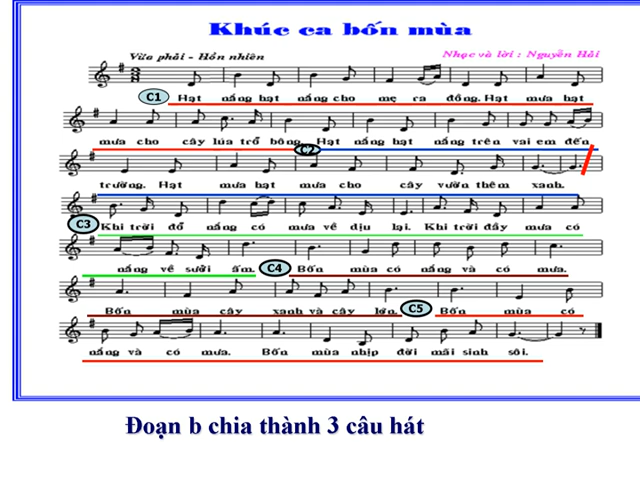 Khúc ca bốn mùa
Vừa phải - Hồn nhiên
Nhạc và lời : Nguyễn Hải
C1 Hạt nắng hạt nắng cho mẹ ra đồng. Hạt mưa hạt
mưa cho cây lúa trổ bông. Hạt nắng hạt nắng trên vai em đến
C2
trường. Hạt mưa hạt mưa cho cây vườn thêm xanh.
C3 Khi trời đổ nắng có mưa về dịu lại. Khi trời đầy mưa có
nắng về sưởi ấm. C4 Bốn mùa có nắng và có mưa.
Bốn mùa cây xanh và cây lớn. C5 Bốn mùa có
nắng và có mưa. Bốn mùa nhịp đời mãi sinh sôi.
Đoạn b chia thành 3 câu hát